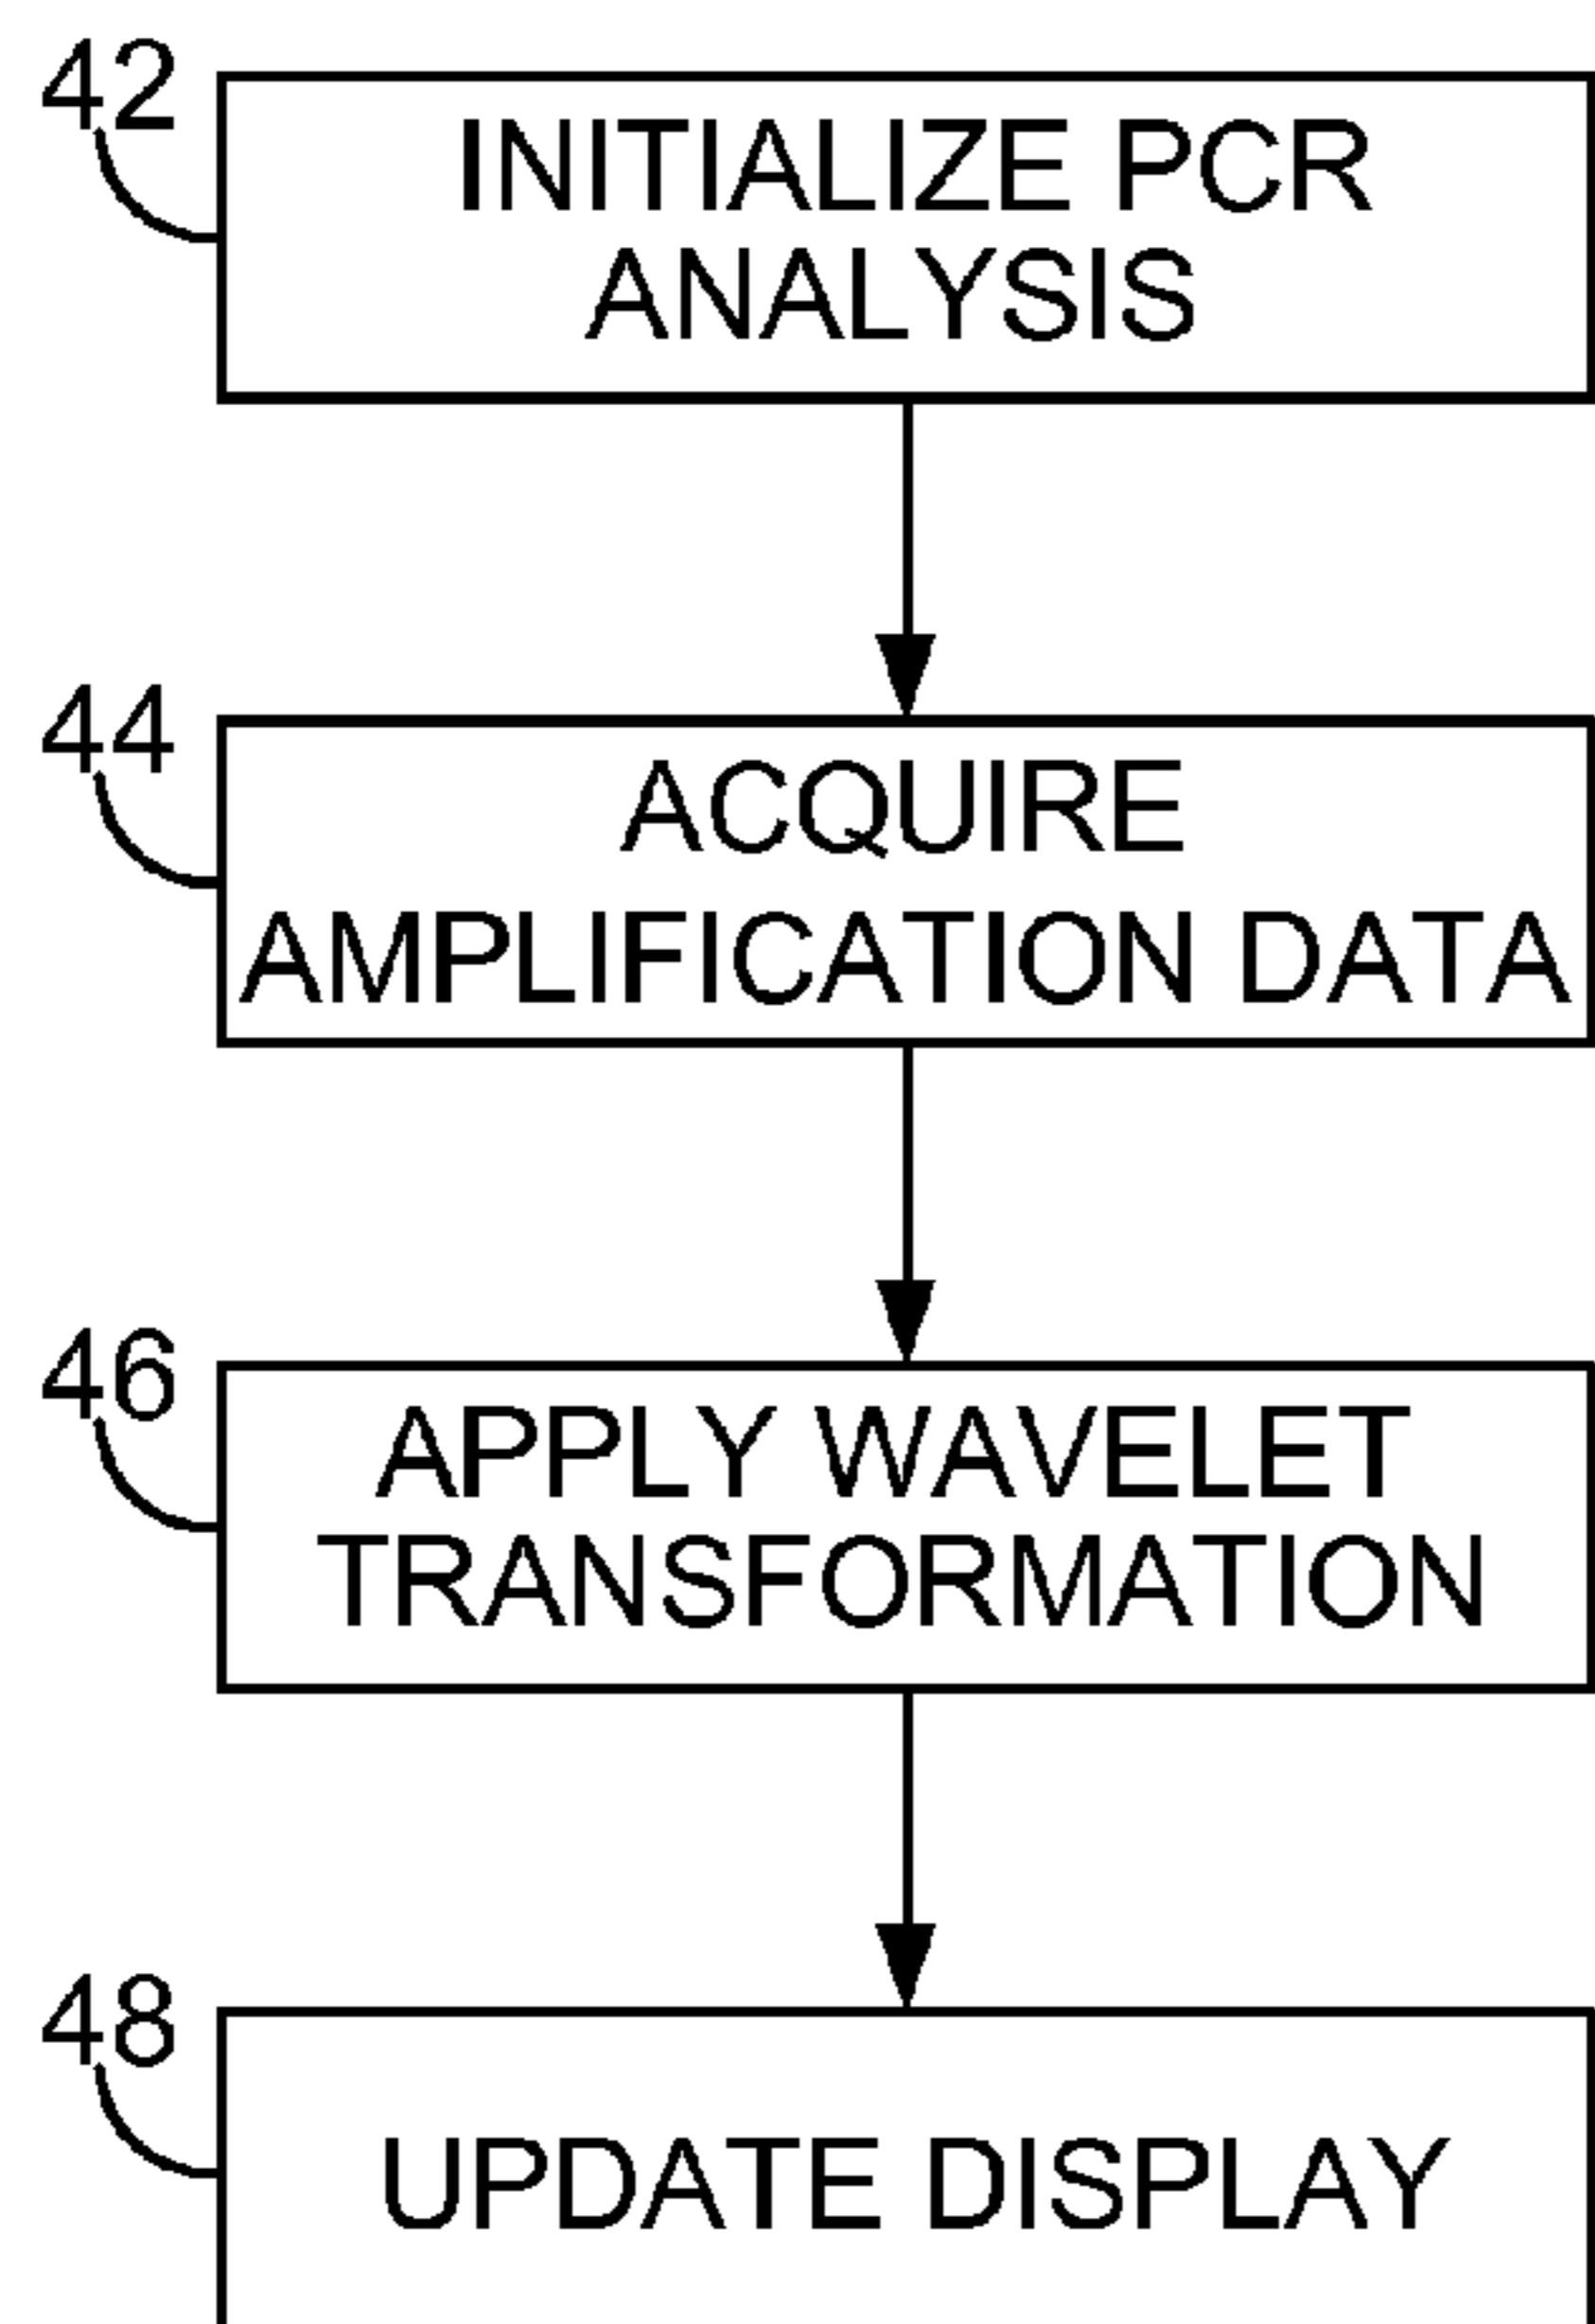 42
INITIALIZE PCR
ANALYSIS
44
ACQUIRE
AMPLIFICATION DATA
46
APPLY WAVELET
TRANSFORMATION
48
UPDATE DISPLAY